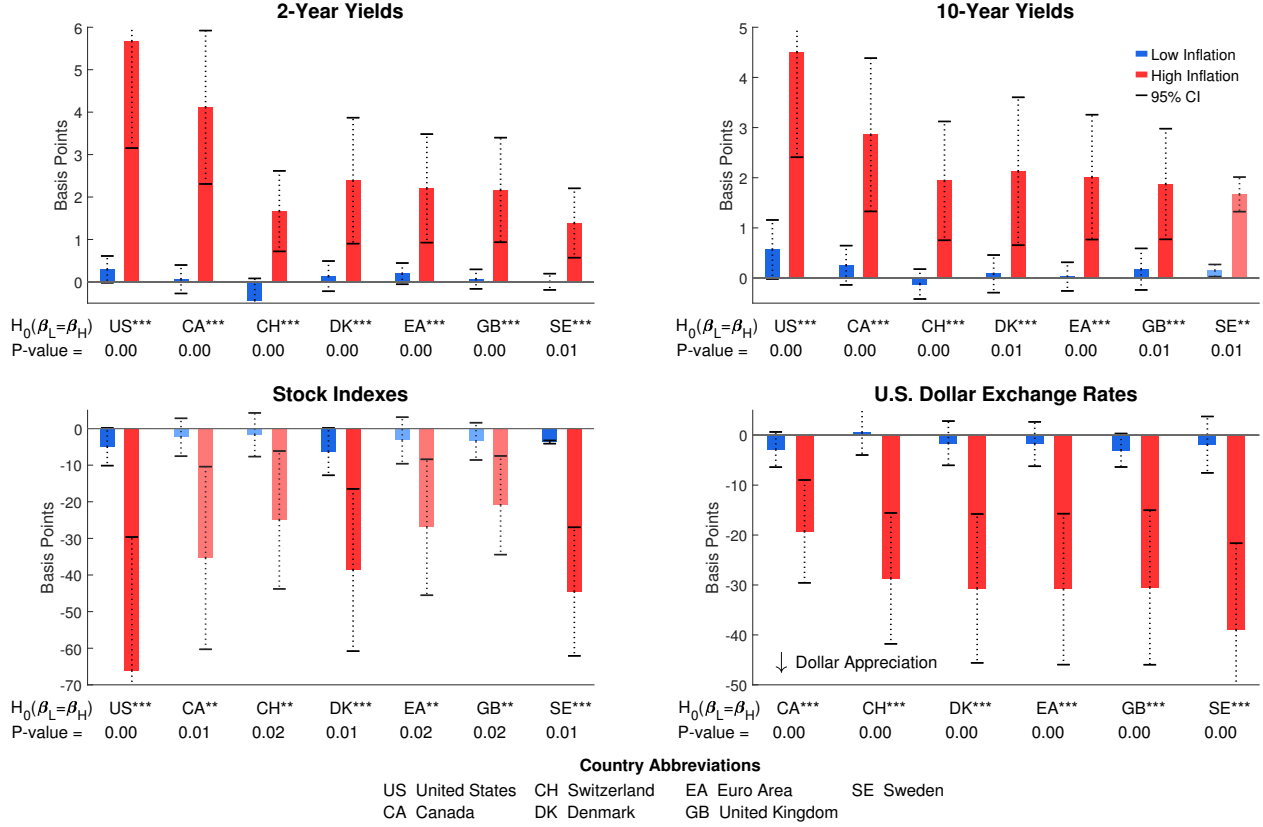 2-Year Yields
6
5
4
3
2
1
0
Basis Points
H0(βL=βH) US*** CA*** CH*** DK*** EA*** GB*** SE***
P-value = 0.00 0.00 0.00 0.00 0.00 0.00 0.01
10-Year Yields
5
4
3
2
1
0
Basis Points
Low Inflation
High Inflation
95% CI
H0(βL=βH) US*** CA*** CH*** DK*** EA*** GB*** SE**
P-value = 0.00 0.00 0.00 0.01 0.00 0.01 0.01
Stock Indexes
0
-10
-20
-30
-40
-50
-60
-70
Basis Points
H0(βL=βH) US*** CA** CH** DK*** EA** GB** SE***
P-value = 0.00 0.01 0.02 0.01 0.02 0.02 0.01
U.S. Dollar Exchange Rates
0
-10
-20
-30
-40
-50
Basis Points
↓ Dollar Appreciation
H0(βL=βH) CA*** CH*** DK*** EA*** GB*** SE***
P-value = 0.00 0.00 0.00 0.00 0.00 0.00
Country Abbreviations
US United States CH Switzerland EA Euro Area SE Sweden
CA Canada DK Denmark GB United Kingdom